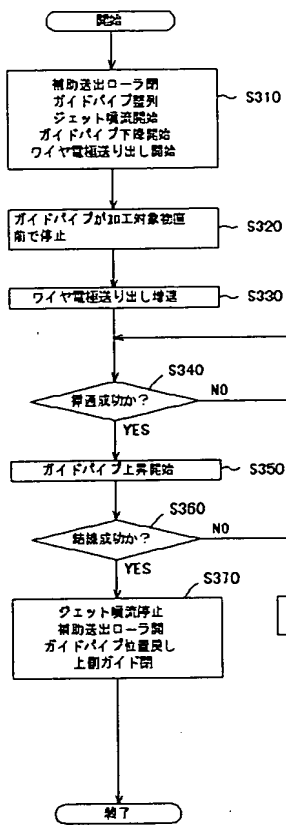 開始
補助送出ローラ閉
ガイドパイプ整列
ジェット噴流開始
ガイドパイプ下降開始
ワイヤ電極送り出し開始
S310
ガイドパイプが加工対象物直
前で停止
S320
ワイヤ電極送り出し増速
S330
S340
挿通成功か?
NO
YES
ガイドパイプ上昇開始
S350
S360
結線成功か?
NO
YES
S370
ジェット噴流停止
補助送出ローラ開
ガイドパイプ位置戻し
上側ガイド閉
終了